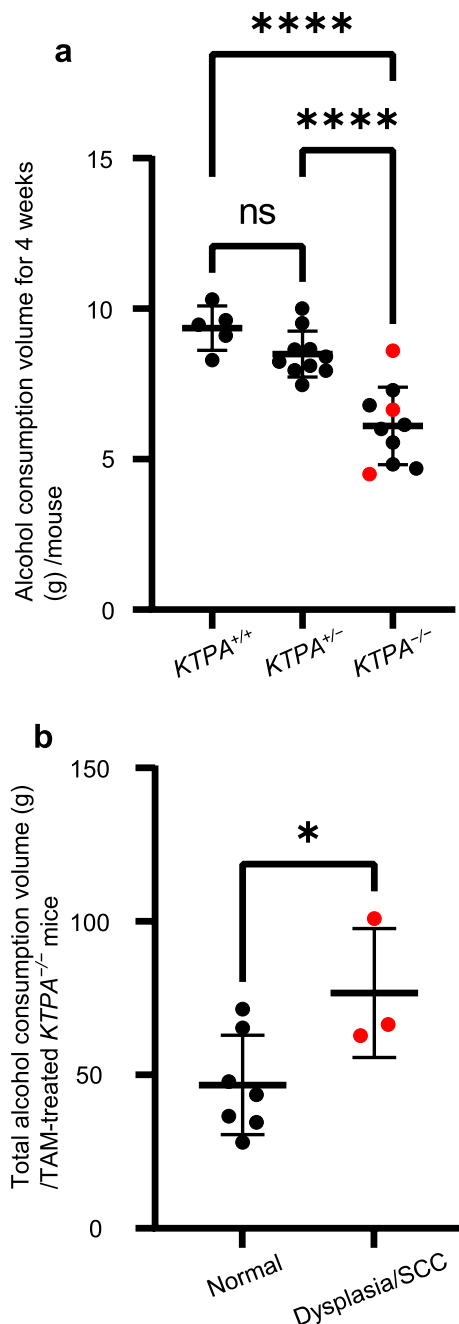 a
****
****
ns
Alcohol consumption volume for 4 weeks
(g) /mouse
15
10
5
0
KTPA+/+
KTPA+/−
KTPA−/−
b
*
Total alcohol consumption volume (g)
/TAM-treated KTPA−/− mice
150
100
50
0
Normal
Dysplasia/SCC